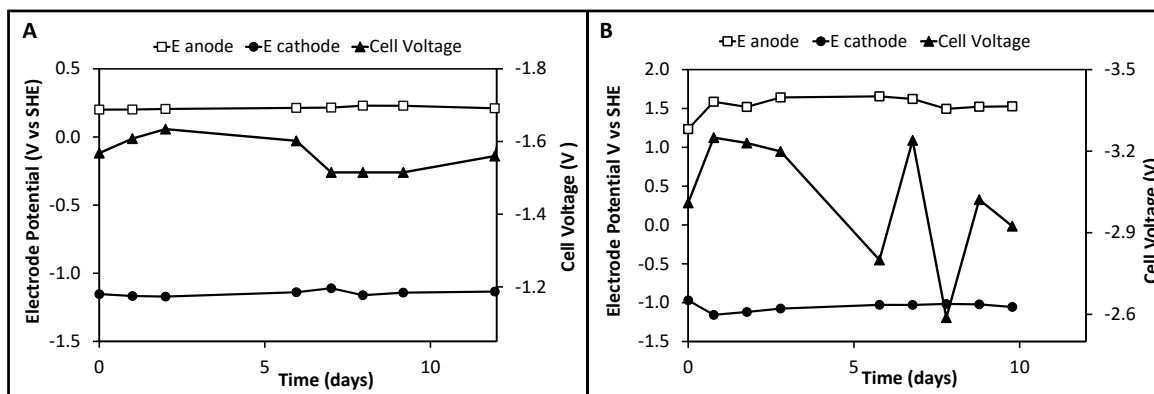 A
E anode E cathode Cell Voltage
Electrode Potential (V vs SHE)
0.5
0.0
-0.5
-1.0
-1.5
-1.8
-1.6
-1.4
-1.2
Cell Voltage (V )
0 5 10
Time (days)
B
E anode E cathode Cell Voltage
Electrode Potential V vs SHE
2.0
1.5
1.0
0.5
0.0
-0.5
-1.0
-1.5
-3.5
-3.2
-2.9
-2.6
Cell Voltage (V)
0 5 10
Time (days)